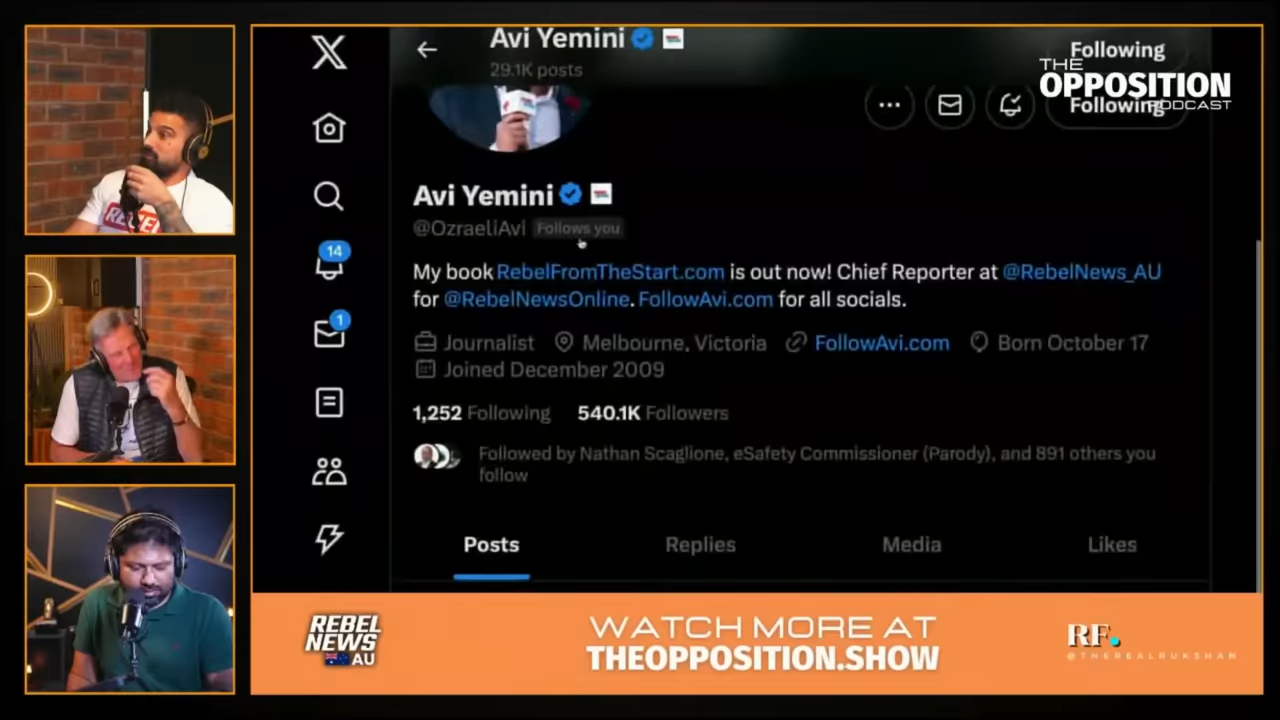 Avi Yemini
29.1K posts
Following
THE
OPPOSITION
PODCAST
Following
Avi Yemini
@OzraeliAvi Follows you
My book RebelFromTheStart.com is out now! Chief Reporter at @RebelNews_AU
for @RebelNewsOnline. FollowAvi.com for all socials.
Journalist Melbourne, Victoria FollowAvi.com Born October 17
Joined December 2009
1,252 Following 540.1K Followers
Followed by Nathan Scaglione, eSafety Commissioner (Parody), and 891 others you
follow
Posts Replies Media Likes
14
1
REBEL
NEWS
AU
WATCH MORE AT
THEOPPOSITION.SHOW
RF.
@THEREALRUKSHAN